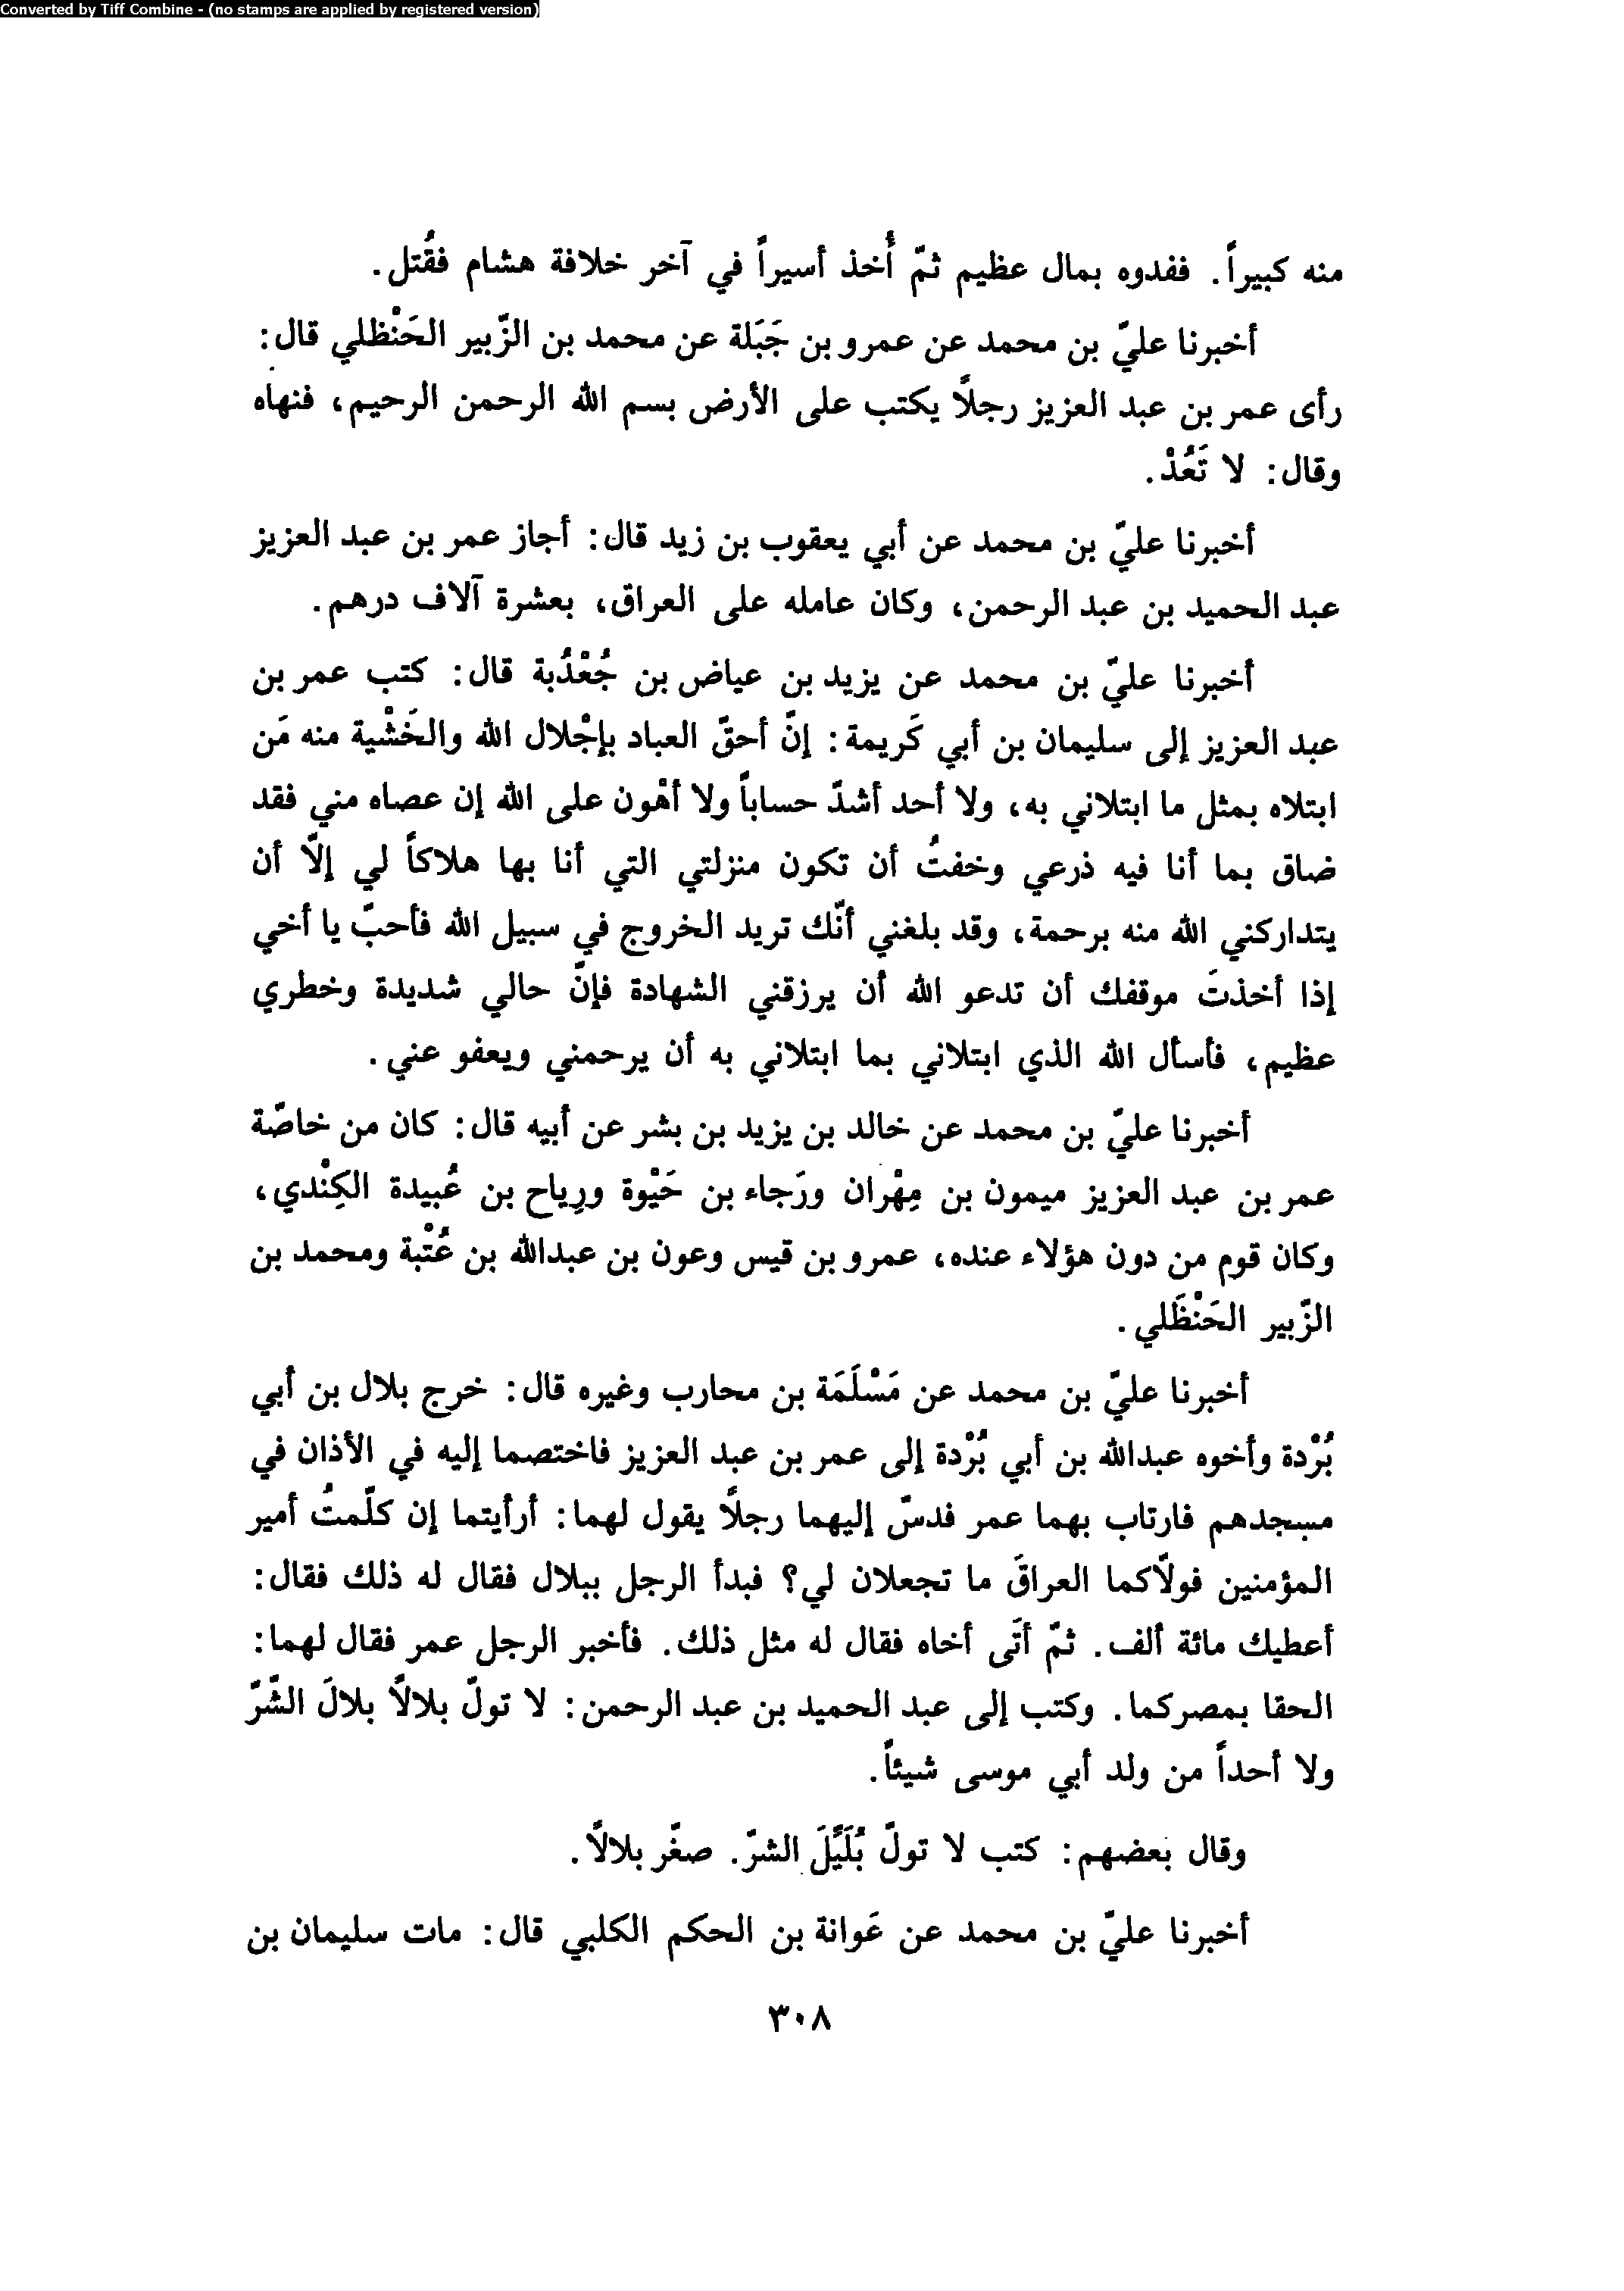 Converted by Tiff Combine - (no stamps are applied by registered version)
منه كبيراً. ففدوه بمال عظيم ثمّ أُخذ أسيراً في آخر خلافة هشام فقُتل.
أخبرنا عليّ بن محمد عن عمرو بن جَبَلة عن محمد بن الزّبير الحَنْظلي قال:
رأى عمر بن عبد العزيز رجلاً يكتب على الأرض بسم الله الرحمن الرحيم، فنهاه
وقال: لا تَعُدْ.
أخبرنا عليّ بن محمد عن أبي يعقوب بن زيد قال: أجاز عمر بن عبد العزيز
عبد الحميد بن عبد الرحمن، وكان عامله على العراق، بعشرة آلاف درهم.
أخبرنا عليّ بن محمد عن يزيد بن عياض بن جُعْدُبة قال: كتب عمر بن
عبد العزيز إلى سليمان بن أبي كَريمة: إنّ أحقّ العباد بإجْلال الله والخَشْية منه مَن
ابتلاه بمثل ما ابتلاني به، ولا أحد أشدّ حساباً ولا أهْون على الله إن عصاه مني فقد
ضاق بما أنا فيه ذرعي وخفتُ أن تكون منزلتي التي أنا بها هلاكاً لي إلّا أن
يتداركني الله منه برحمة، وقد بلغني أنّك تريد الخروج في سبيل الله فأحبّ يا أخي
إذا أخذتَ موقفك أن تدعو الله أن يرزقني الشهادة فإنّ حالي شديدة وخطري
عظيم، فأسأل الله الذي ابتلاني بما ابتلاني به أن يرحمني ويعفو عني.
أخبرنا عليّ بن محمد عن خالد بن يزيد بن بشر عن أبيه قال: كان من خاصّة
عمر بن عبد العزيز ميمون بن مِهْران ورَجاء بن حَيْوة ورِياح بن عُبيدة الكِنْدي،
وكان قوم من دون هؤلاء عنده، عمرو بن قيس وعون بن عبدالله بن عُتْبة ومحمد بن
الزّبير الحَنْظَلي.
أخبرنا عليّ بن محمد عن مَسْلَمَة بن محارب وغيره قال: خرج بلال بن أبي
بُرْدة وأخوه عبدالله بن أبي بُرْدة إلى عمر بن عبد العزيز فاختصما إليه في الأذان في
مسجدهم فارتاب بهما عمر فدسّ إليهما رجلاً يقول لهما: أرأيتما إن كلّمتُ أمير
المؤمنين فولّاكما العراقَ ما تجعلان لي؟ فبدأ الرجل ببلال فقال له ذلك فقال:
أعطيك مائة ألف. ثمّ أتَى أخاه فقال له مثل ذلك. فأخبر الرجل عمر فقال لهما:
الحقا بمصركما. وكتب إلى عبد الحميد بن عبد الرحمن: لا تولّ بلالاً بلالَ الشّرّ
ولا أحداً من ولد أبي موسى شيئاً.
وقال بعضهم: كتب لا تولّ بُلَيِّلَ الشرّ. صغّر بلالاً.
أخبرنا عليّ بن محمد عن عَوانة بن الحكم الكلبي قال: مات سليمان بن
٣٠٨